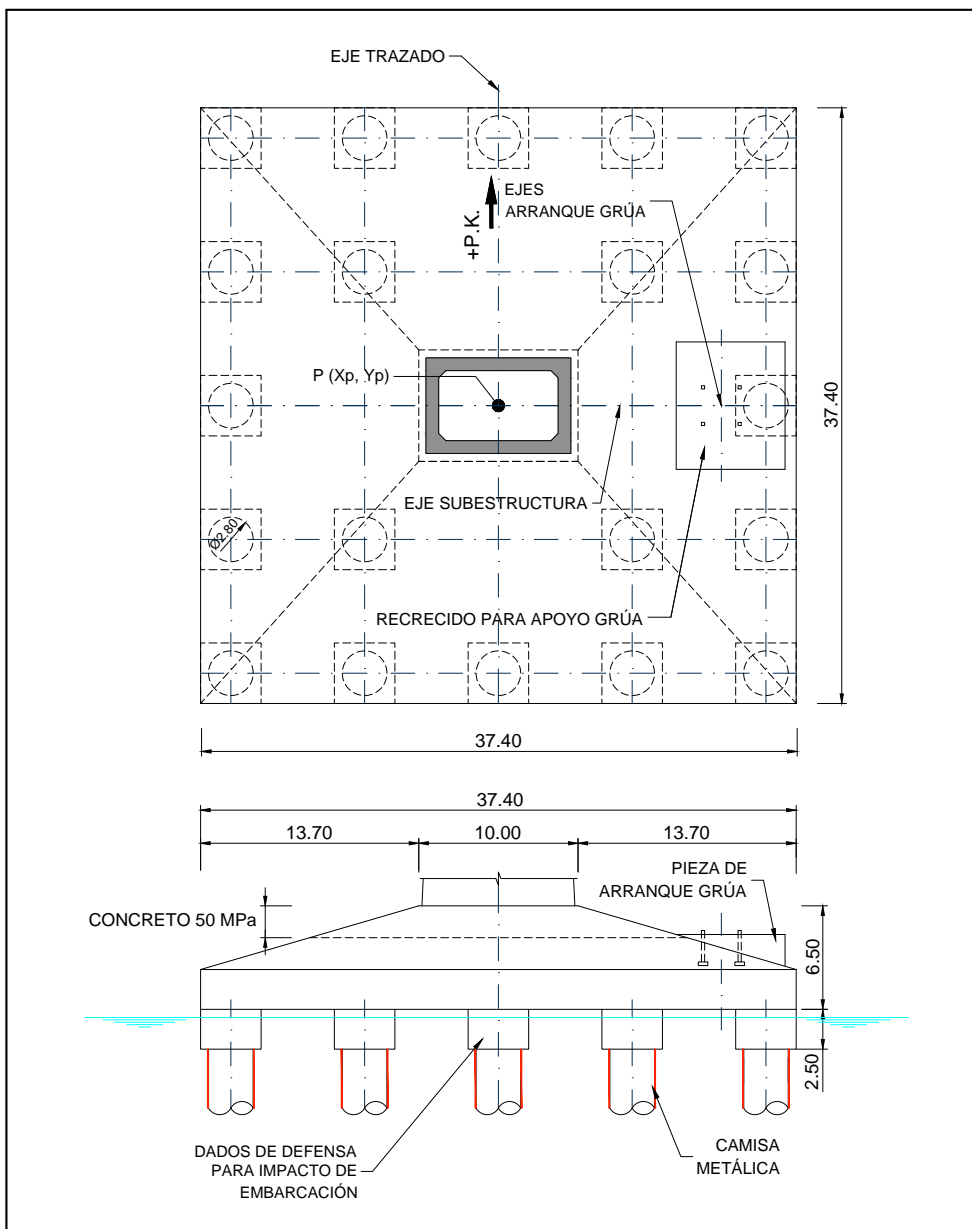 EJE TRAZADO
EJES
ARRANQUE GRÚA
+P.K.
P (Xp, Yp)
37.40
EJE SUBESTRUCTURA
Ø2.80
RECRECIDO PARA APOYO GRÚA
37.40
37.40
13.70
10.00
13.70
PIEZA DE
ARRANQUE GRÚA
CONCRETO 50 MPa
6.50
2.50
DADOS DE DEFENSA
PARA IMPACTO DE
EMBARCACIÓN
CAMISA
METÁLICA